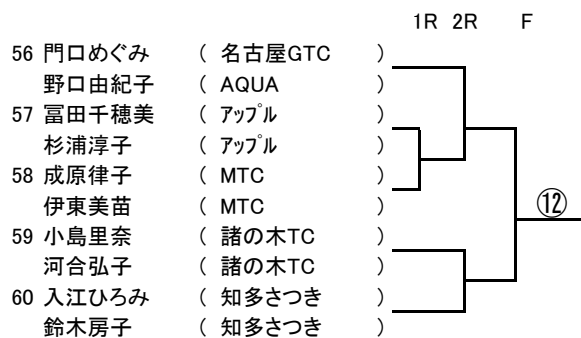 1R 2R F
56 門口めぐみ ( 名古屋GTC )
野口由紀子 ( AQUA )
57 冨田千穂美 ( ｱｯﾌﾟﾙ )
杉浦淳子 ( ｱｯﾌﾟﾙ )
58 成原律子 ( MTC )
伊東美苗 ( MTC )
⑫
59 小島里奈 ( 諸の木TC )
河合弘子 ( 諸の木TC )
60 入江ひろみ ( 知多さつき )
鈴木房子 ( 知多さつき )